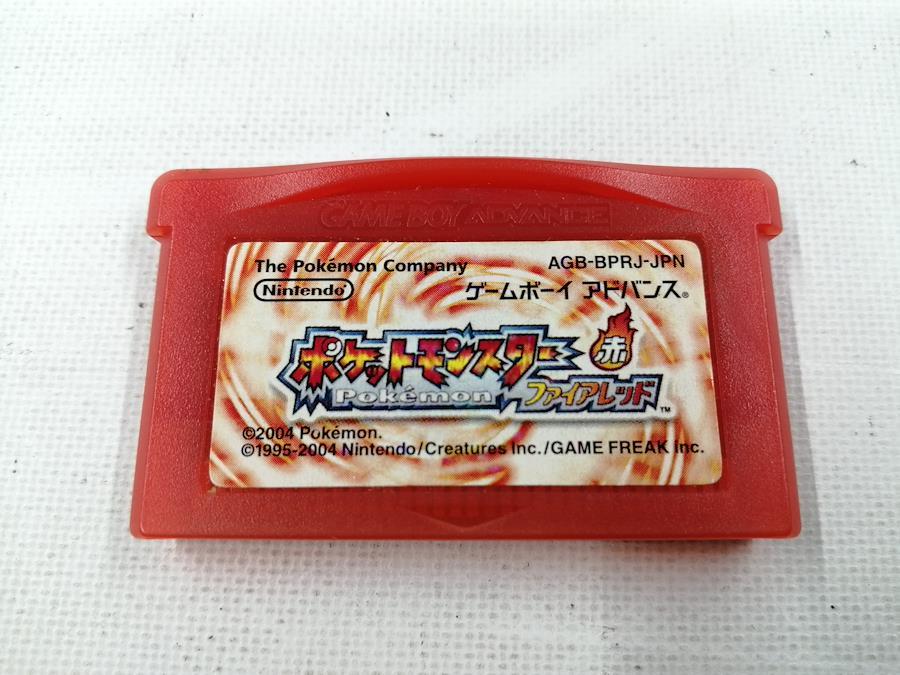 GAME BOY ADVANCE
The Pokémon Company AGB-BPRJ-JPN
Nintendo ゲームボーイ アドバンス®
ポケットモンスター 赤
Pokémon ファイアレッド™
©2004 Pokémon.
©1995-2004 Nintendo/Creatures inc./GAME FREAK inc.